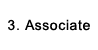 3. Associate